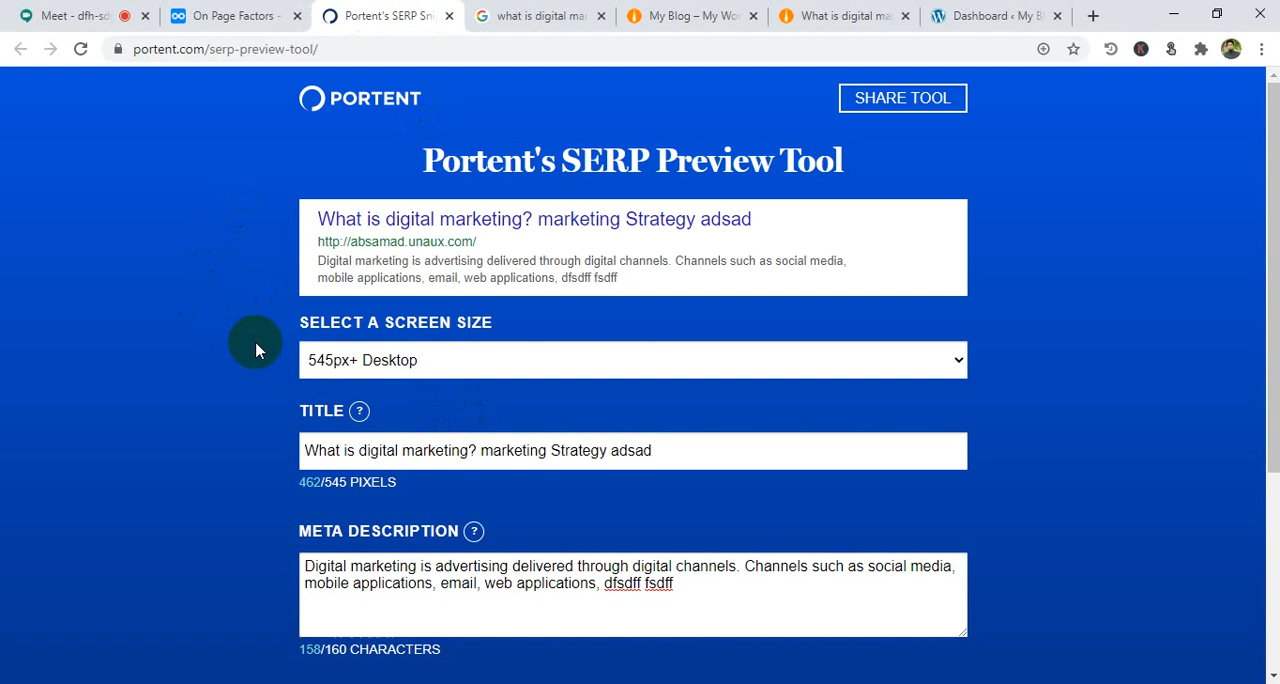 Meet - dfh-sd
On Page Factors -
Portent's SERP Sni
what is digital mar
My Blog – My Wo
What is digital ma
Dashboard ‹ My B
portent.com/serp-preview-tool/
PORTENT
SHARE TOOL
Portent's SERP Preview Tool
What is digital marketing? marketing Strategy adsad
http://absamad.unaux.com/
Digital marketing is advertising delivered through digital channels. Channels such as social media,
mobile applications, email, web applications, dfsdff fsdff
SELECT A SCREEN SIZE
545px+ Desktop
TITLE ?
What is digital marketing? marketing Strategy adsad
462/545 PIXELS
META DESCRIPTION ?
Digital marketing is advertising delivered through digital channels. Channels such as social media,
mobile applications, email, web applications, dfsdff fsdff
158/160 CHARACTERS